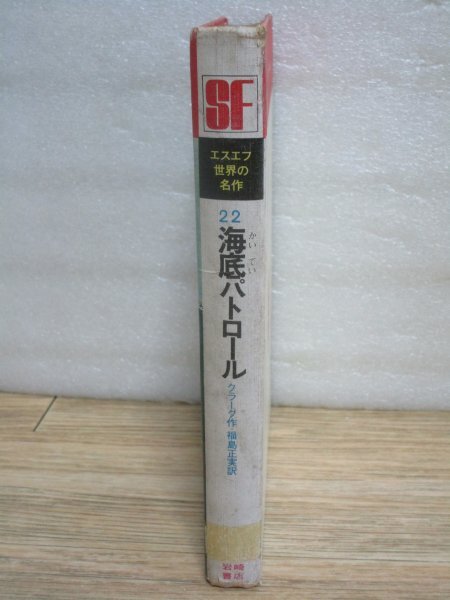 SF
エスエフ
世界の
名作
22
海底パトロール
かいてい
クラーク作・福島正実訳
岩崎
書店